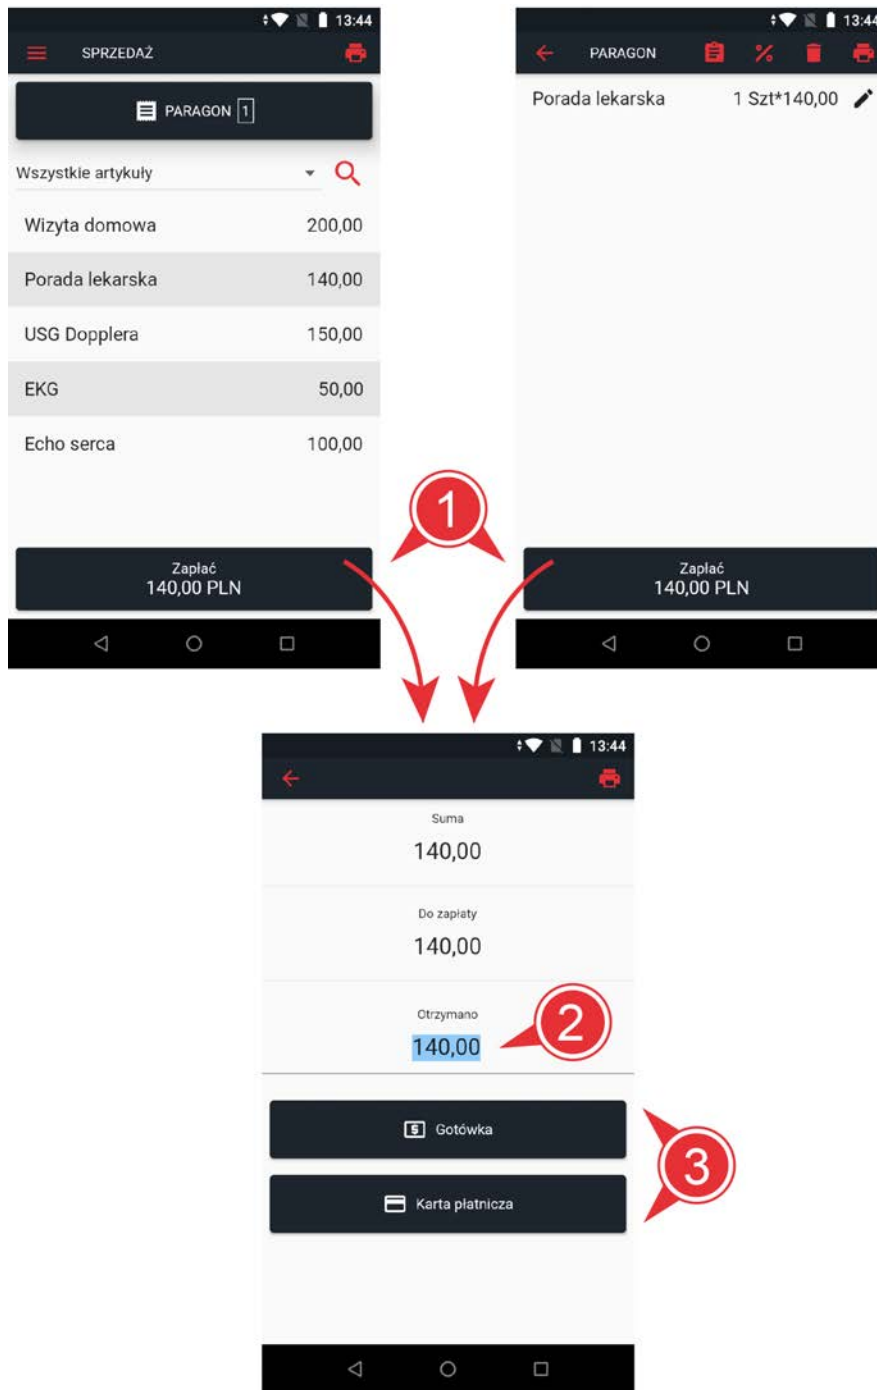 13:44
SPRZEDAŻ
PARAGON 1
Wszystkie artykuły
Wizyta domowa 200,00
Porada lekarska 140,00
USG Dopplera 150,00
EKG 50,00
Echo serca 100,00
Zapłać
140,00 PLN
13:44
PARAGON
Porada lekarska 1 Szt*140,00
Zapłać
140,00 PLN
1
13:44
Suma
140,00
Do zapłaty
140,00
Otrzymano
140,00
2
Gotówka
Karta płatnicza
3